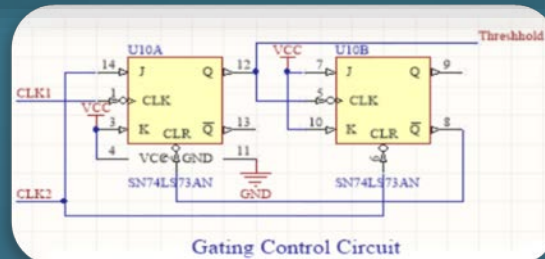 Threshhold
U10A
VCC
U10B
14
J
Q
12
7
J
Q
9
CLK1
1
CLK
5
CLK
VCC
3
K
CLR
Q
13
10
K
CLR
Q
8
4
VCC
GND
11
6
SN74LS73AN
GND
SN74LS73AN
CLK2
Gating Control Circuit